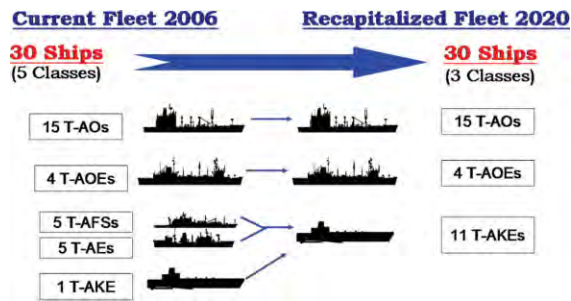 Current Fleet 2006
Recapitalized Fleet 2020
30 Ships
(5 Classes)
30 Ships
(3 Classes)
15 T-AOs
15 T-AOs
4 T-AOEs
4 T-AOEs
5 T-AFSs
5 T-AEs
11 T-AKEs
1 T-AKE